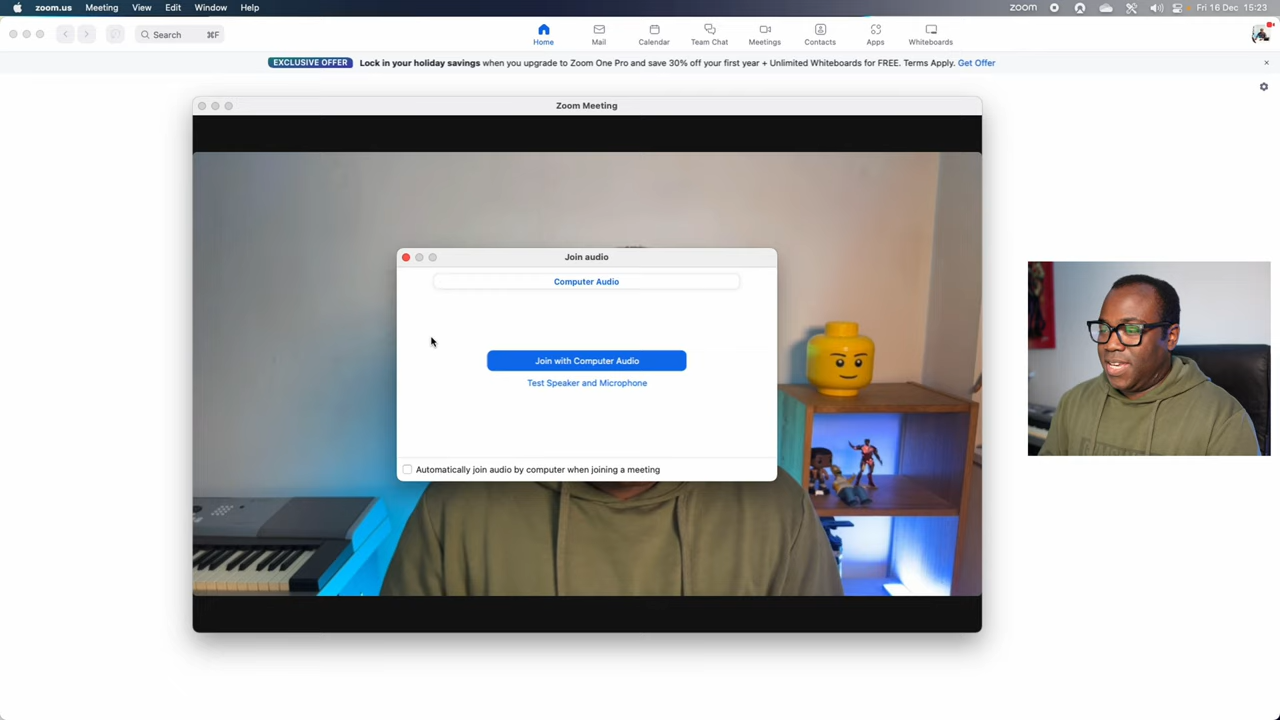 zoom.us Meeting View Edit Window Help
zoom Fri 16 Dec 15:23
Search ⌘F
Home Mail Calendar Team Chat Meetings Contacts Apps Whiteboards
EXCLUSIVE OFFER Lock in your holiday savings when you upgrade to Zoom One Pro and save 30% off your first year + Unlimited Whiteboards for FREE. Terms Apply. Get Offer
Zoom Meeting
Join audio
Computer Audio
Join with Computer Audio
Test Speaker and Microphone
Automatically join audio by computer when joining a meeting